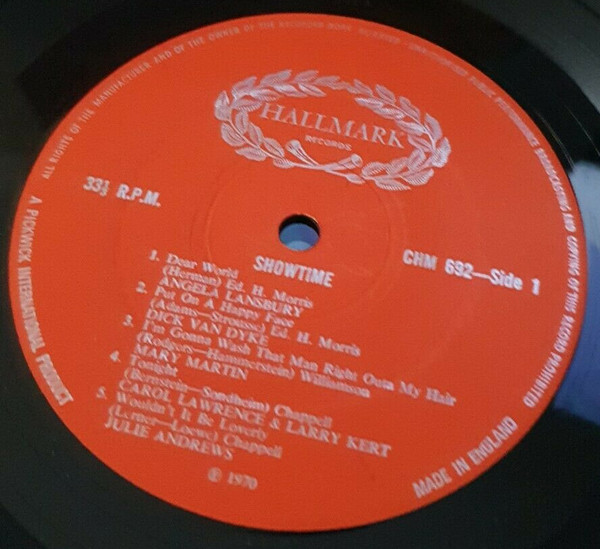 ALL RIGHTS OF THE MANUFACTURER AND OF THE OWNER OF THE RECORDED WORK RESERVED · UNAUTHORISED PUBLIC PERFORMANCE BROADCASTING AND COPYING OF THIS RECORD PROHIBITED
HALLMARK
RECORDS
33⅓ R.P.M.
SHOWTIME
CHM 692—Side 1
1. Dear World
(Herman) Ed. H. Morris
ANGELA LANSBURY
2. Put On A Happy Face
(Adams—Strouse) Ed. H. Morris
DICK VAN DYKE
3. I'm Gonna Wash That Man Right Outa My Hair
(Rodgers—Hammerstein) Williamson
MARY MARTIN
4. Tonight
(Bernstein—Sondheim) Chappell
CAROL LAWRENCE & LARRY KERT
5. Wouldn't It Be Loverly
(Lerner—Loewe) Chappell
JULIE ANDREWS
℗ 1970
A PICKWICK INTERNATIONAL PRODUCT
MADE IN ENGLAND